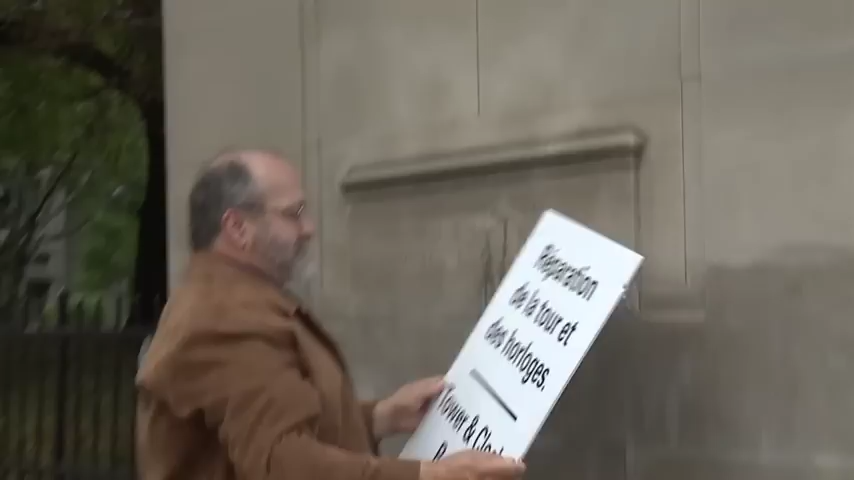 Réparation
de la tour et
des horloges.
Tower & Clock